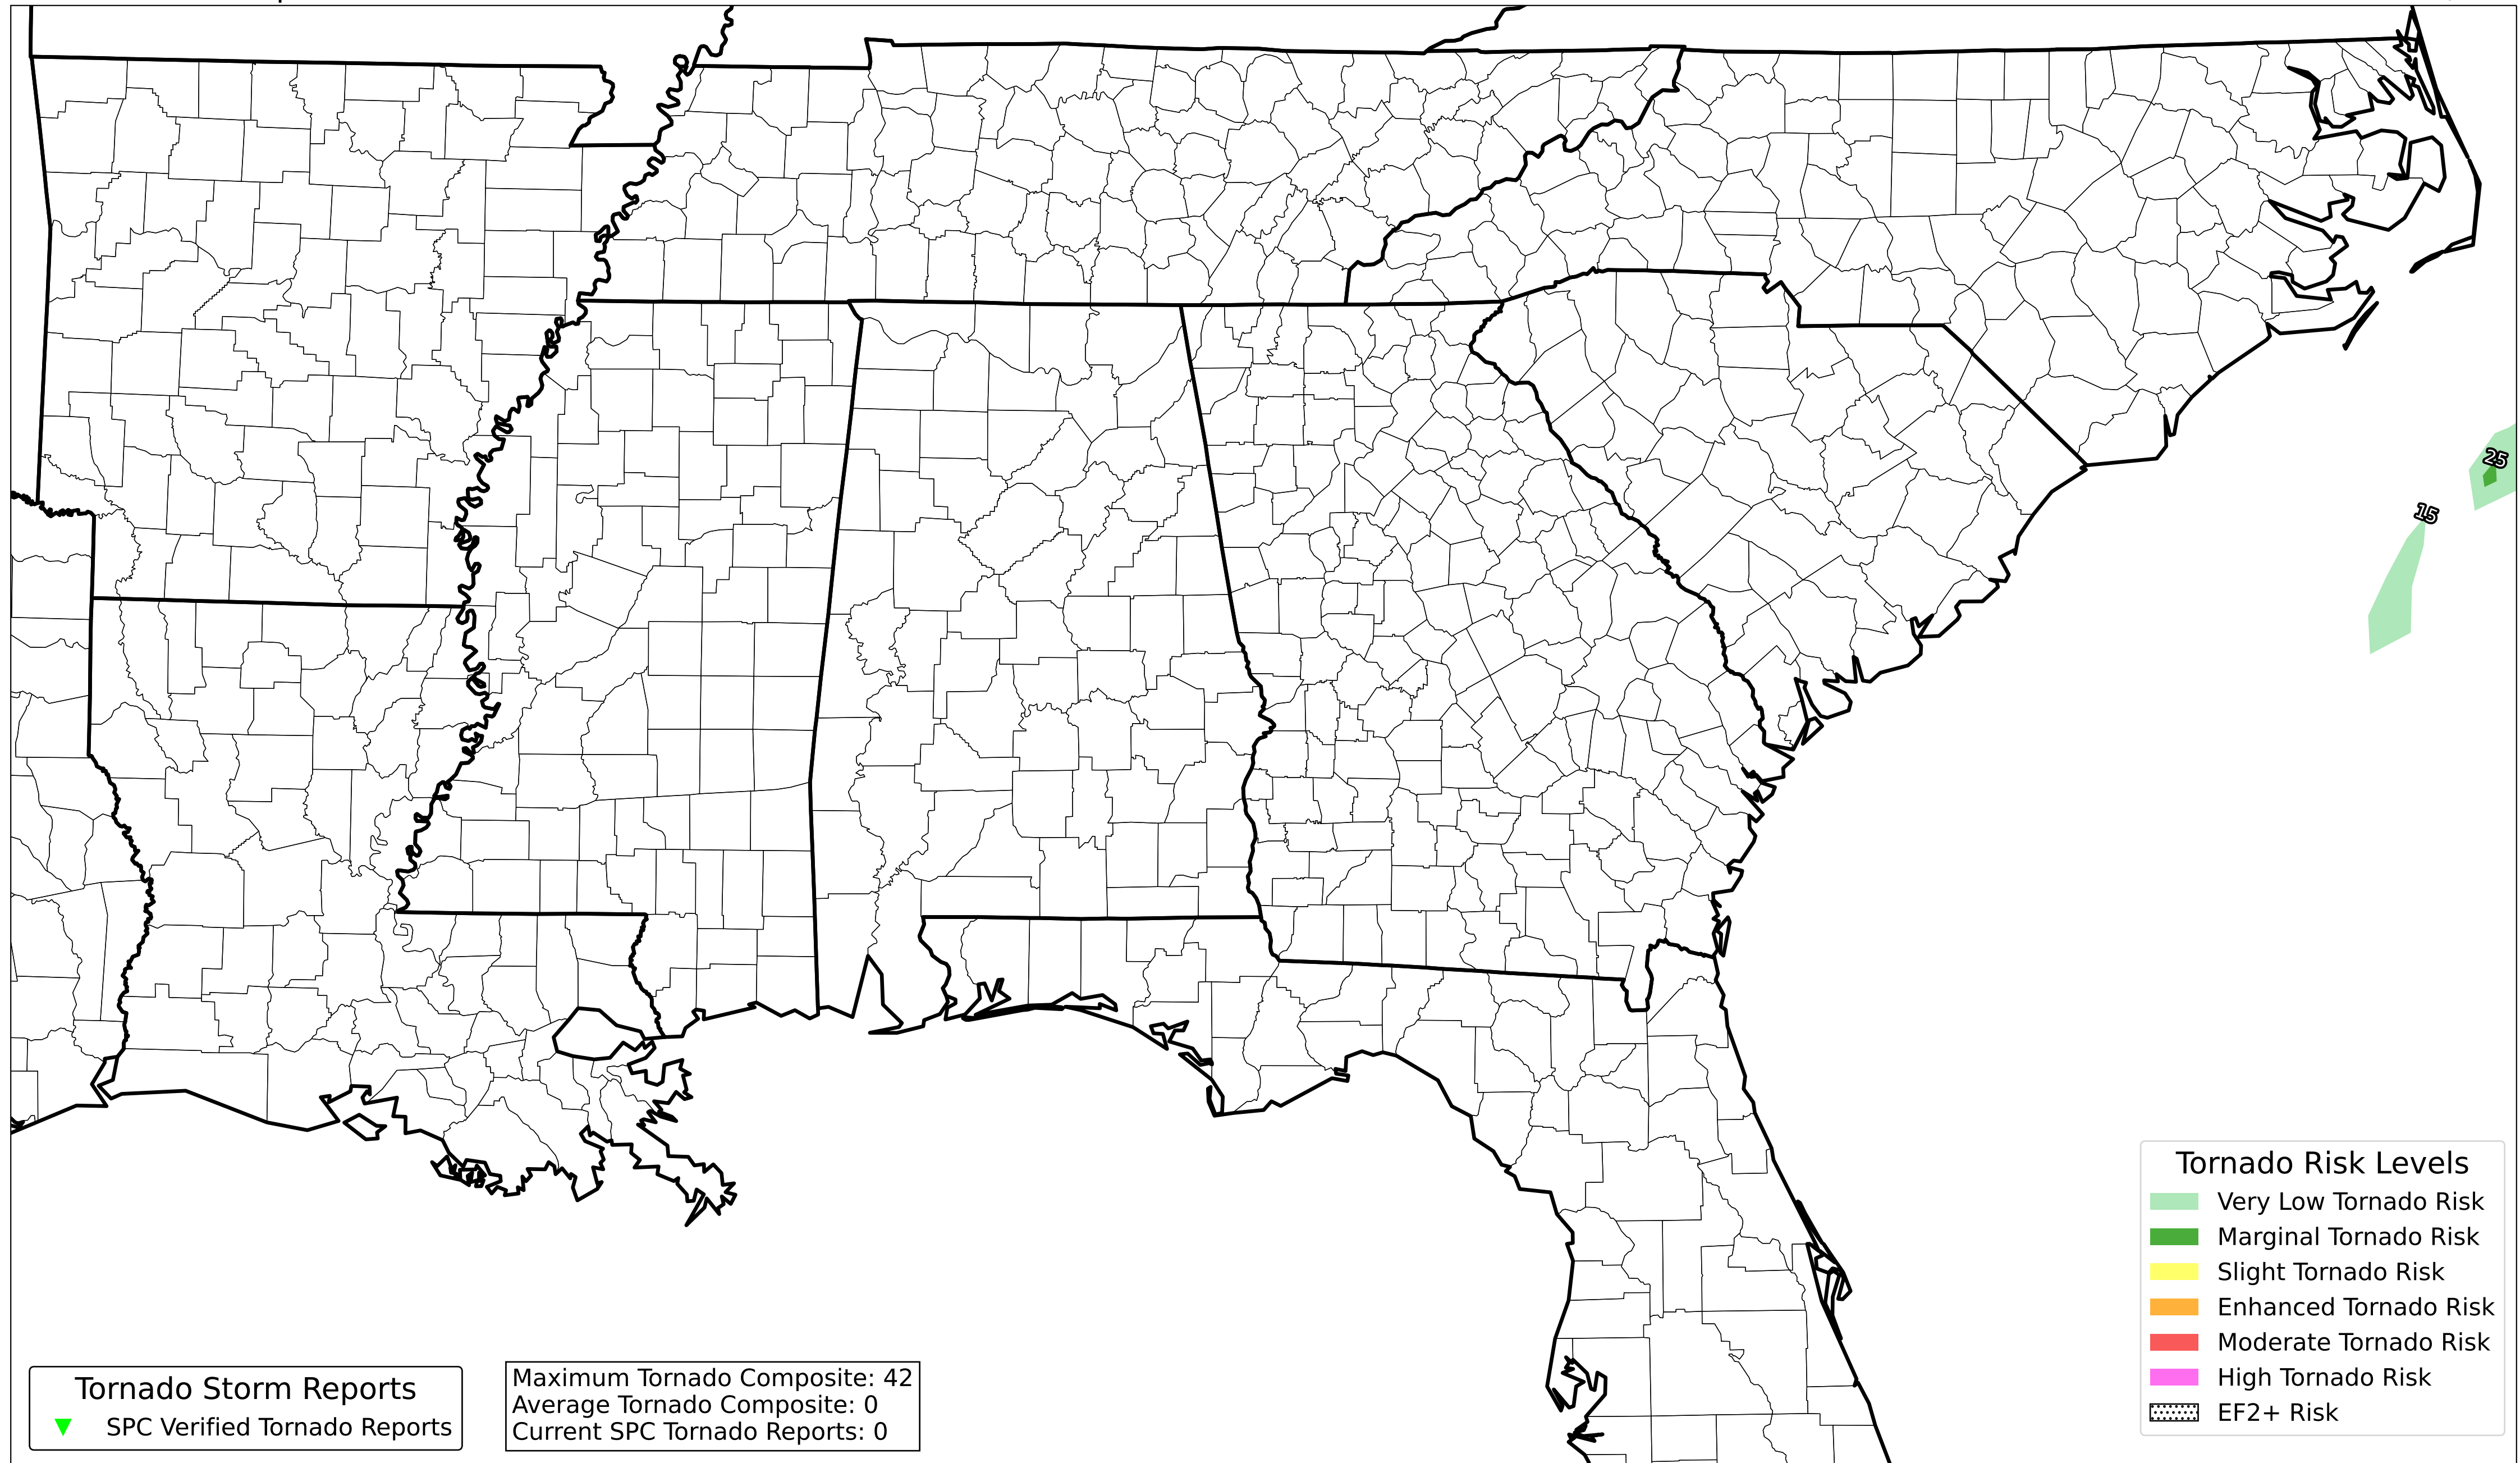 25
15
Tornado Risk Levels
Very Low Tornado Risk
Marginal Tornado Risk
Slight Tornado Risk
Enhanced Tornado Risk
Moderate Tornado Risk
High Tornado Risk
EF2+ Risk
Tornado Storm Reports
SPC Verified Tornado Reports
Maximum Tornado Composite: 42
Average Tornado Composite: 0
Current SPC Tornado Reports: 0